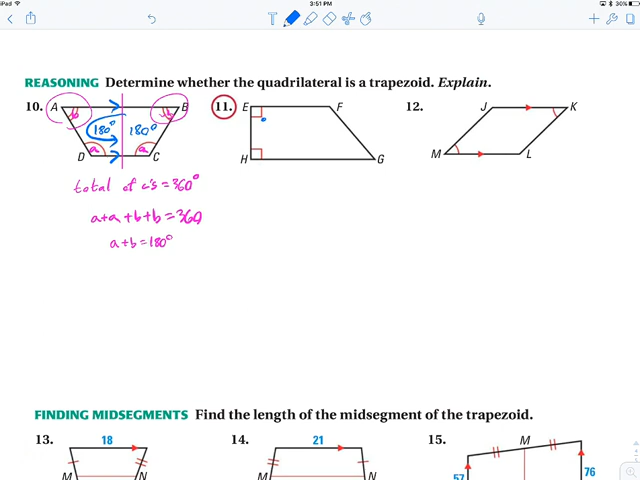 iPad
3:51 PM
30%
T
REASONING Determine whether the quadrilateral is a trapezoid. Explain.
10. A B
b b
180° 180°
a a
D C
total of ∠'s = 360°
a+a+b+b=360
a+b=180°
11. E F
H G
12. J K
M L
FINDING MIDSEGMENTS Find the length of the midsegment of the trapezoid.
13. 18
M N
14. 21
M N
15. M
57 76